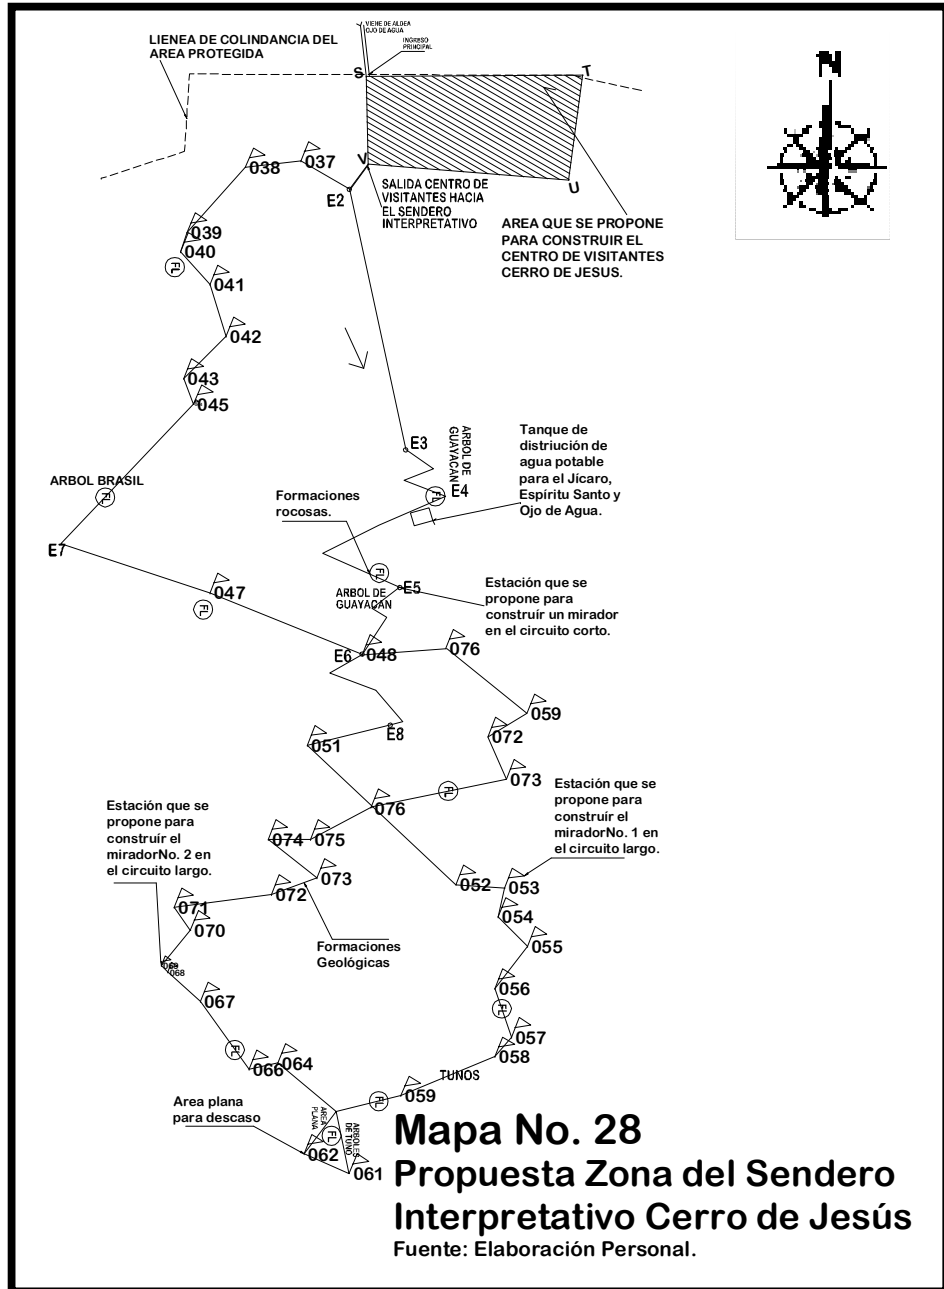 VIENE DE ALDEA
OJO DE AGUA
INGRESO
PRINCIPAL
LIENEA DE COLINDANCIA DEL
AREA PROTEGIDA
N
S
T
V
U
038
037
E2
SALIDA CENTRO DE
VISITANTES HACIA
EL SENDERO
INTERPRETATIVO
AREA QUE SE PROPONE
PARA CONSTRUIR EL
CENTRO DE VISITANTES
CERRO DE JESUS.
039
040
FL
041
042
043
045
E3
ARBOL DE
GUAYACAN
Tanque de
distriución de
agua potable
para el Jícaro,
Espíritu Santo y
Ojo de Agua.
ARBOL BRASIL
FL
Formaciones
rocosas.
FL
E4
E7
FL
E5
ARBOL DE
GUAYACAN
Estación que se
propone para
construír un mirador
en el circuito corto.
047
FL
E6
048
076
059
072
E8
051
073
FL
076
Estación que se
propone para
construír el
miradorNo. 1 en
el circuito largo.
Estación que se
propone para
construír el
miradorNo. 2 en
el circuito largo.
074
075
073
072
052
053
071
054
070
Formaciones
Geológicas
055
069
068
056
067
FL
057
FL
058
066
064
TUNOS
059
FL
Area plana
para descaso
AREA
PLANA
FL
ARBOLES
DE TUNO
062
061
Mapa No. 28
Propuesta Zona del Sendero
Interpretativo Cerro de Jesús
Fuente: Elaboración Personal.